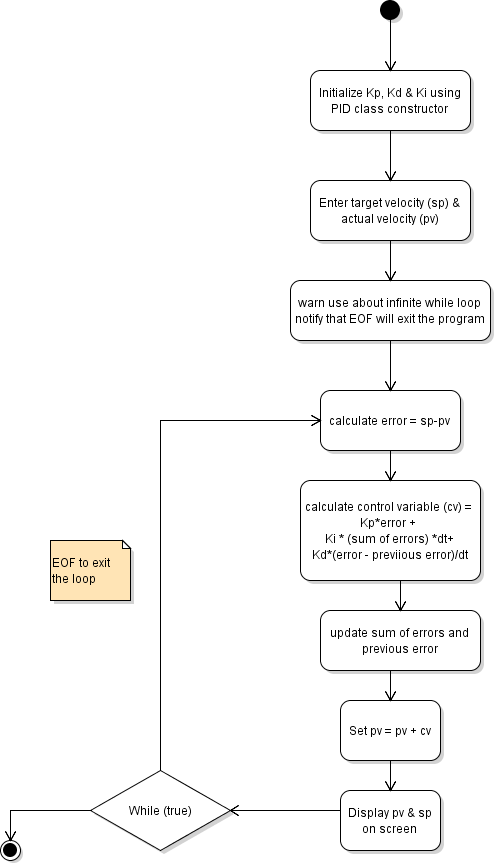 Initialize Kp, Kd & Ki using
PID class constructor
Enter target velocity (sp) &
actual velocity (pv)
warn use about infinite while loop
notify that EOF will exit the program
calculate error = sp-pv
calculate control variable (cv) =
Kp*error +
Ki * (sum of errors) *dt+
Kd*(error - previious error)/dt
EOF to exit
the loop
update sum of errors and
previous error
Set pv = pv + cv
Display pv & sp
on screen
While (true)